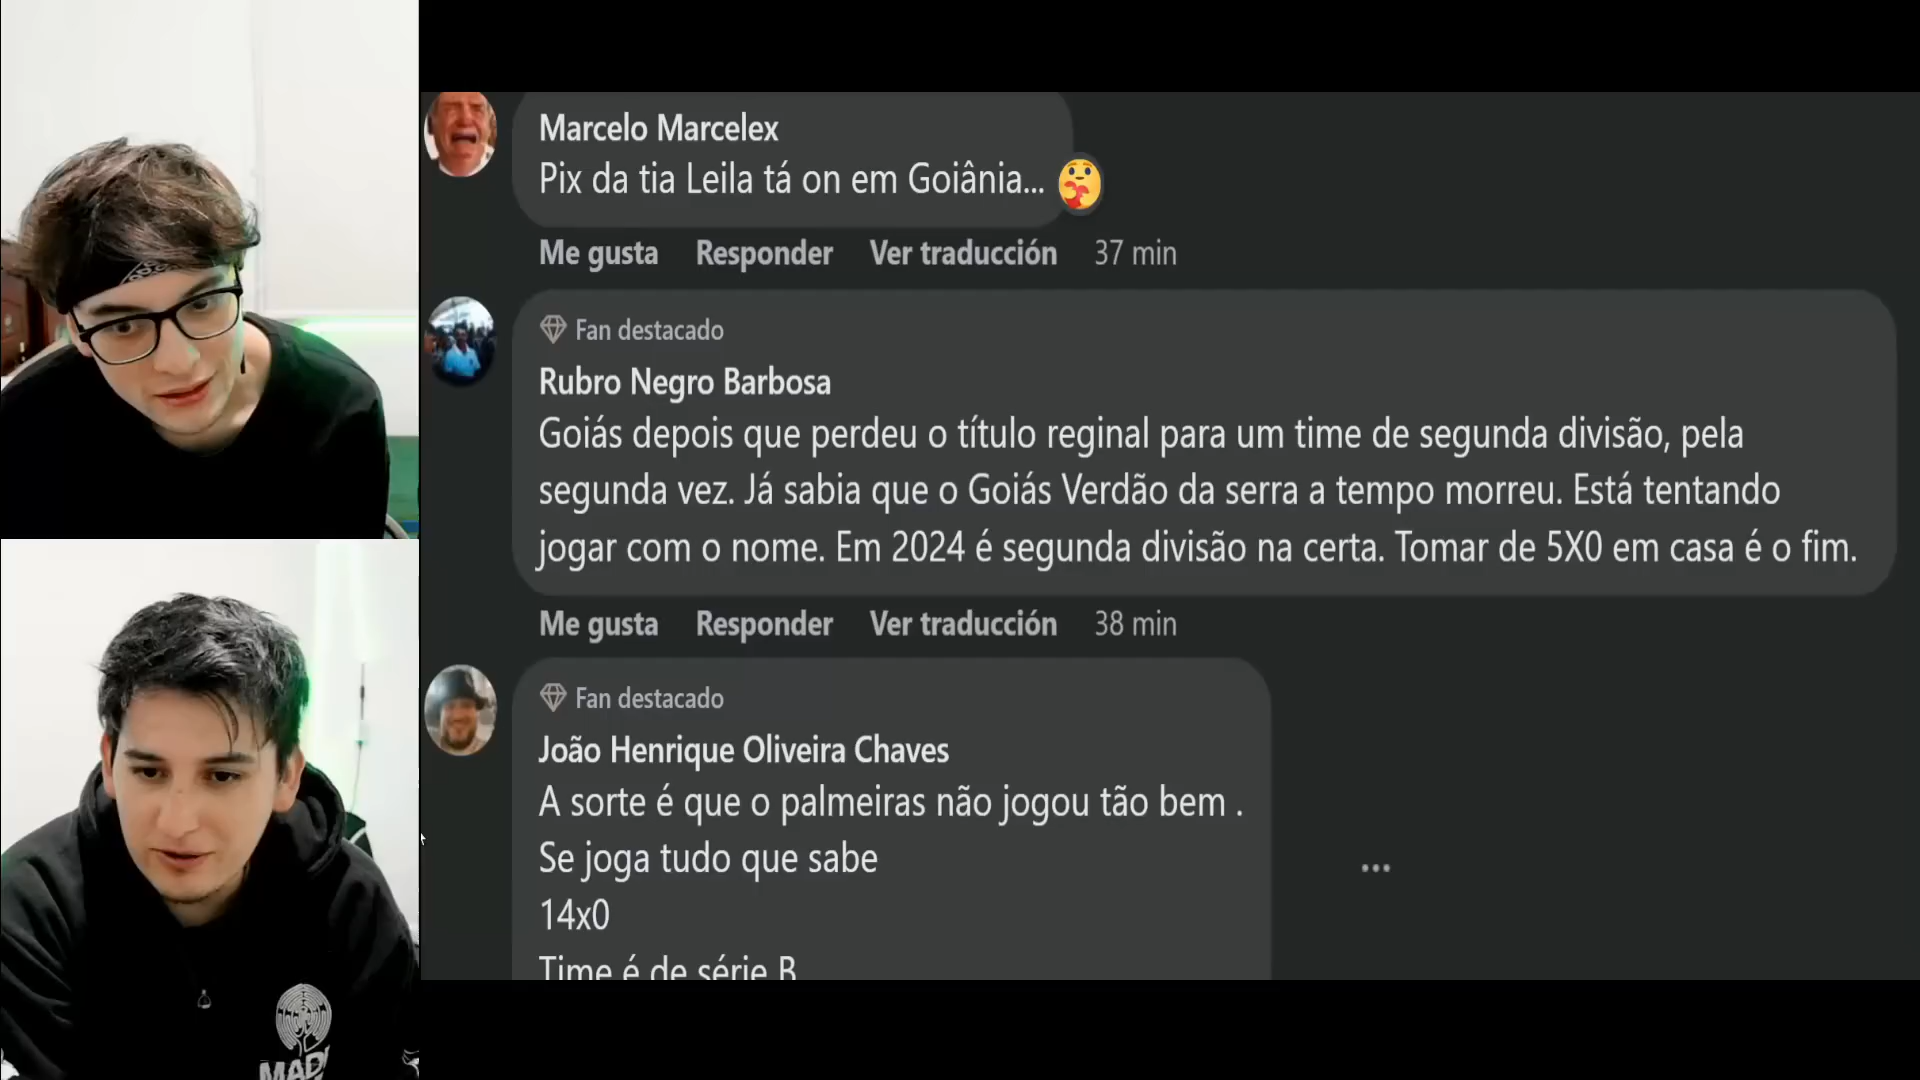 Marcelo Marcelex
Pix da tia Leila tá on em Goiânia...
Me gusta Responder Ver traducción 37 min
Fan destacado
Rubro Negro Barbosa
Goiás depois que perdeu o título reginal para um time de segunda divisão, pela
segunda vez. Já sabia que o Goiás Verdão da serra a tempo morreu. Está tentando
jogar com o nome. Em 2024 é segunda divisão na certa. Tomar de 5X0 em casa é o fim.
Me gusta Responder Ver traducción 38 min
Fan destacado
João Henrique Oliveira Chaves
A sorte é que o palmeiras não jogou tão bem .
Se joga tudo que sabe
14x0
Time é de série B